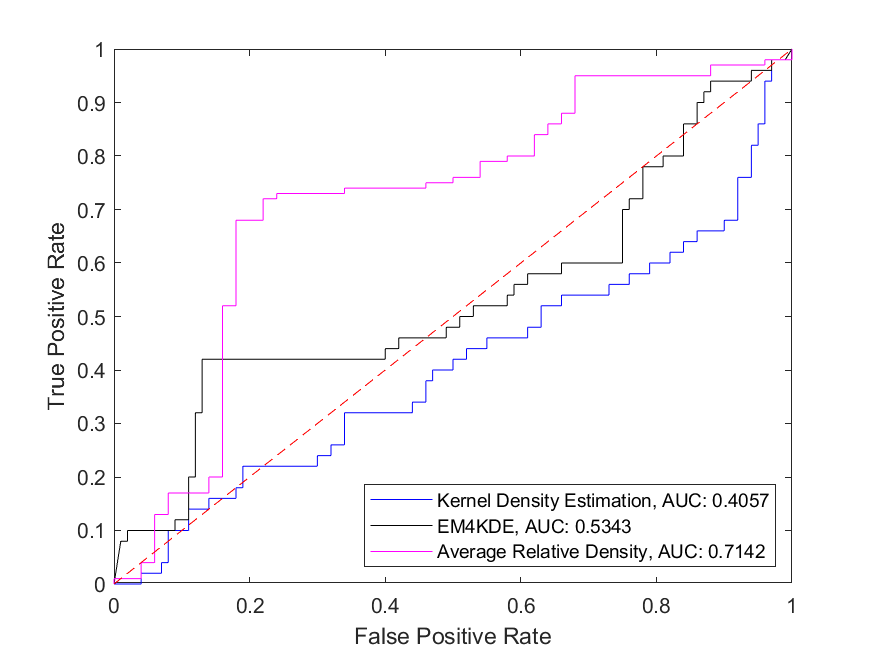 1
0.9
0.8
0.7
0.6
0.5
0.4
0.3
0.2
0.1
0
True Positive Rate
Kernel Density Estimation, AUC: 0.4057
EM4KDE, AUC: 0.5343
Average Relative Density, AUC: 0.7142
0 0.2 0.4 0.6 0.8 1
False Positive Rate